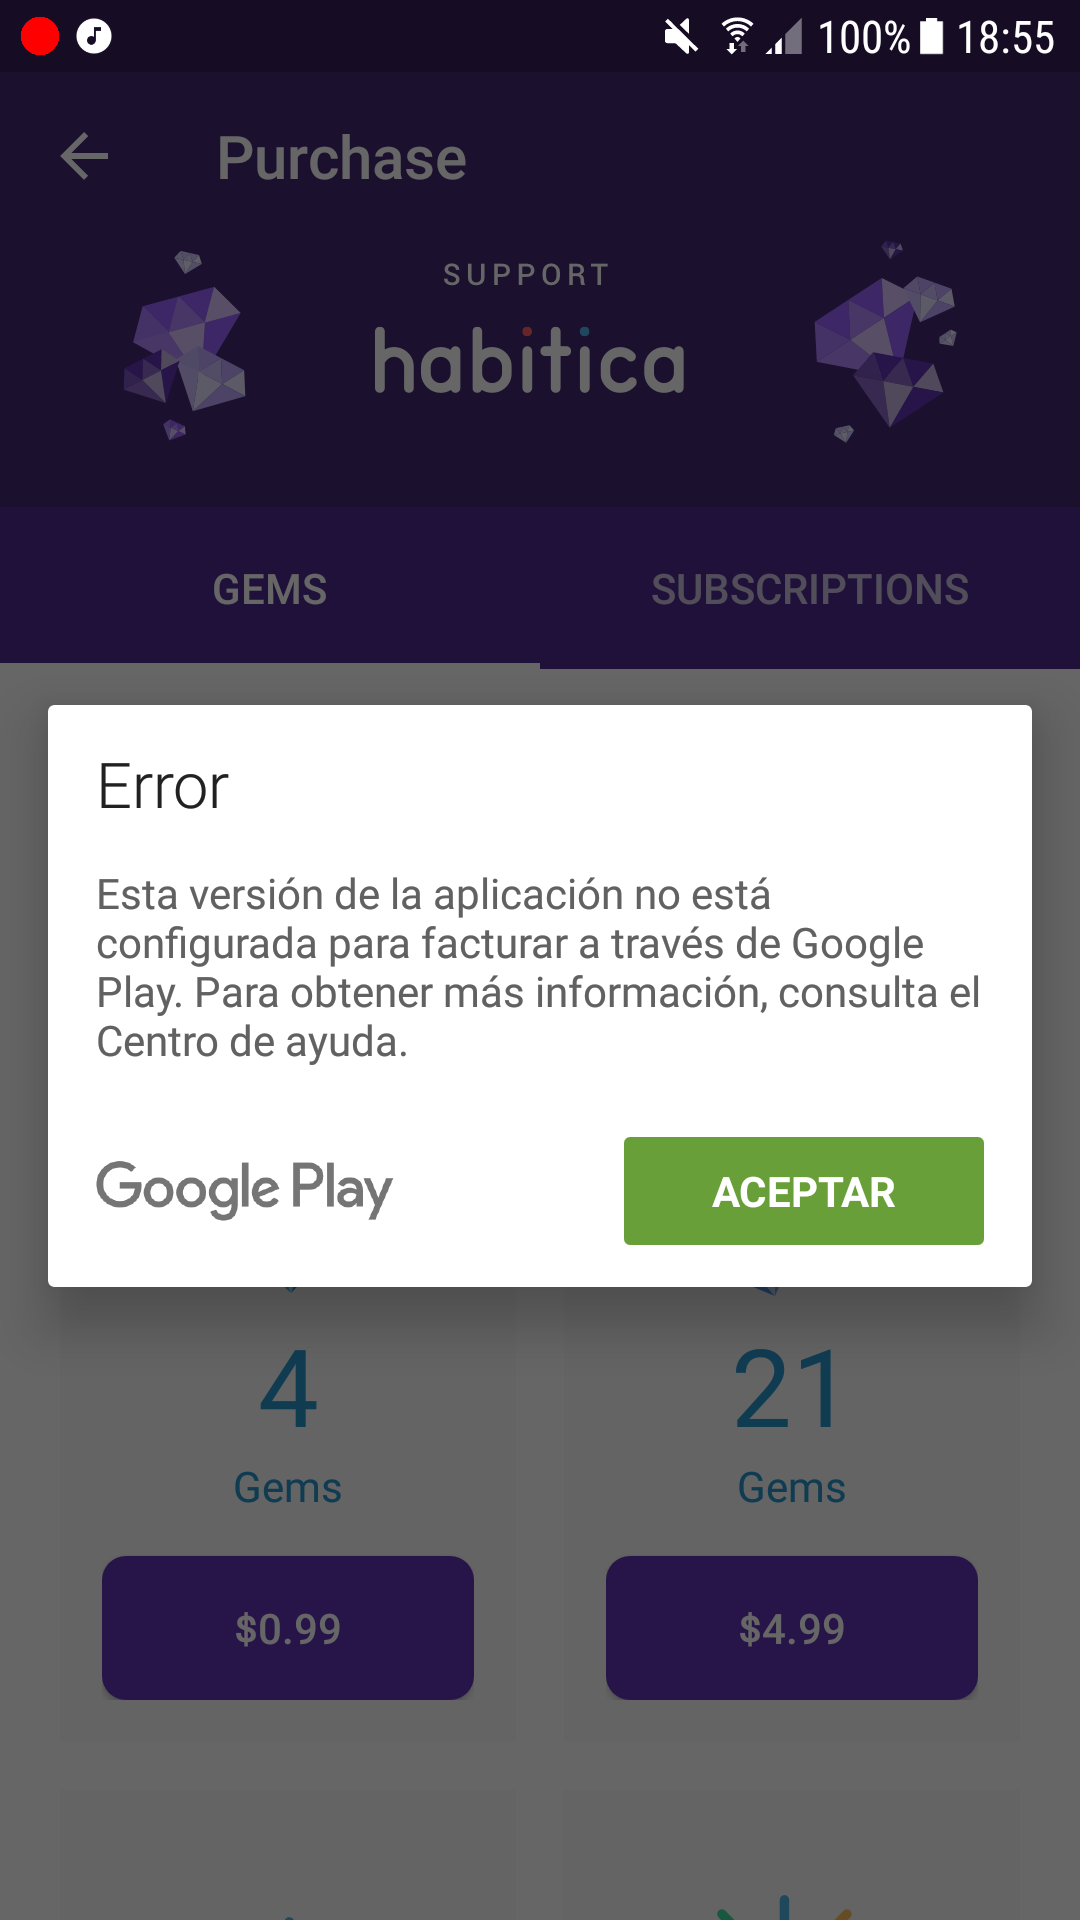 100% 18:55
Purchase
SUPPORT
habitica
GEMS SUBSCRIPTIONS
Error
Esta versión de la aplicación no está
configurada para facturar a través de Google
Play. Para obtener más información, consulta el
Centro de ayuda.
Google Play ACEPTAR
4 21
Gems Gems
$0.99 $4.99